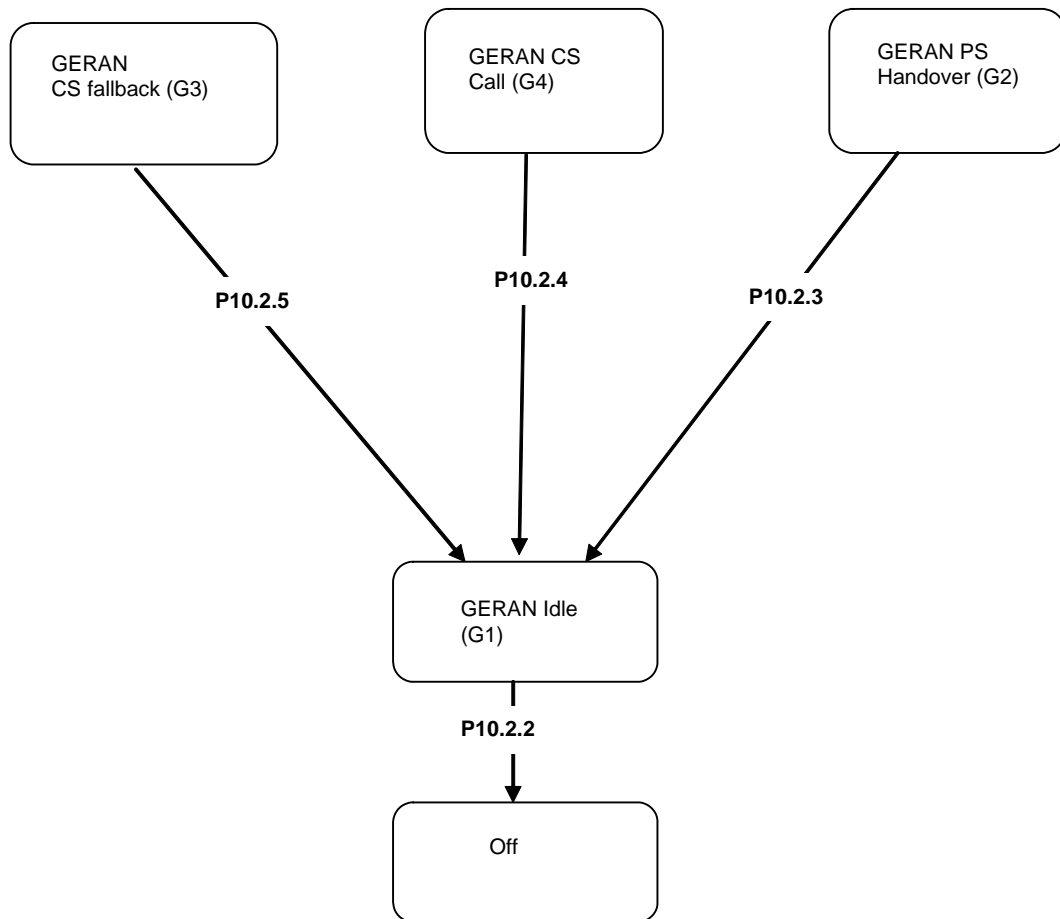 GERAN
CS fallback (G3)
GERAN CS
Call (G4)
GERAN PS
Handover (G2)
P10.2.5
P10.2.4
P10.2.3
GERAN Idle
(G1)
P10.2.2
Off